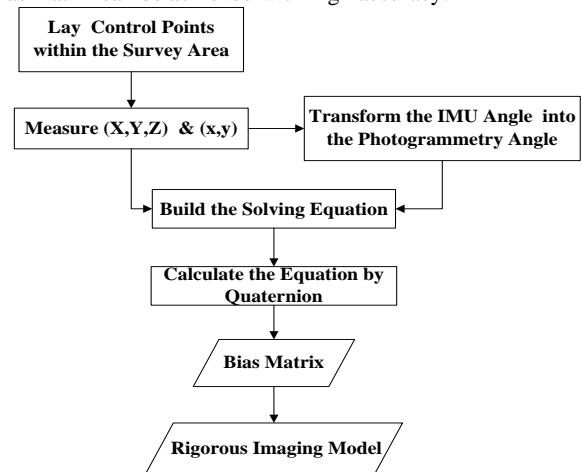 Lay Control Points
within the Survey Area
Measure (X,Y,Z) & (x,y)
Transform the IMU Angle into
the Photogrammetry Angle
Build the Solving Equation
Calculate the Equation by
Quaternion
Bias Matrix
Rigorous Imaging Model